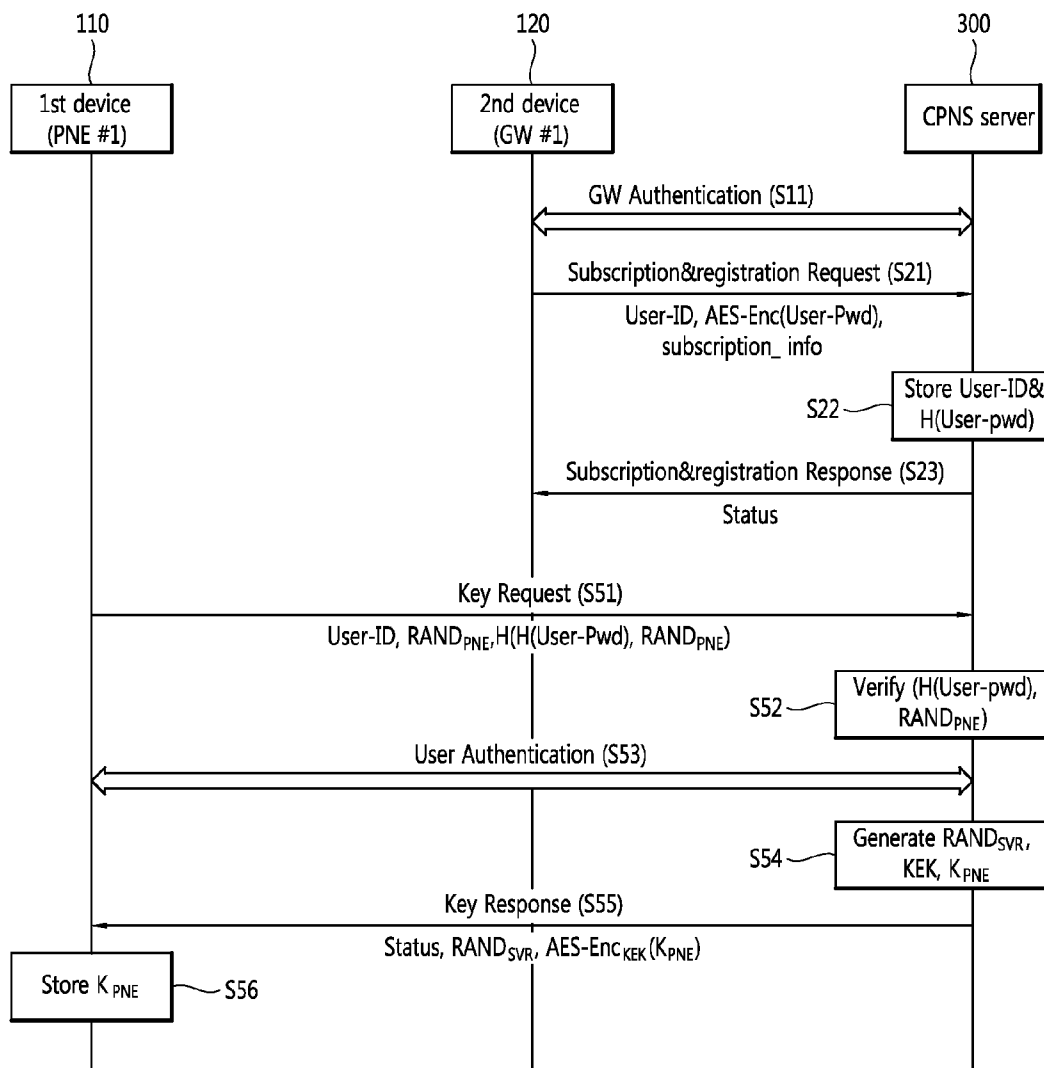 110
120
300
1st device
(PNE #1)
2nd device
(GW #1)
CPNS server
GW Authentication (S11)
Subscription&registration Request (S21)
User-ID, AES-Enc(User-Pwd),
subscription_ info
Store User-ID&
H(User-pwd)
S22
Subscription&registration Response (S23)
Status
Key Request (S51)
User-ID, RANDPNE,H(H(User-Pwd), RANDPNE)
Verify (H(User-pwd),
RANDPNE)
S52
User Authentication (S53)
Generate RANDSVR,
KEK, KPNE
S54
Key Response (S55)
Status, RANDSVR, AES-EncKEK(KPNE)
Store KPNE
S56